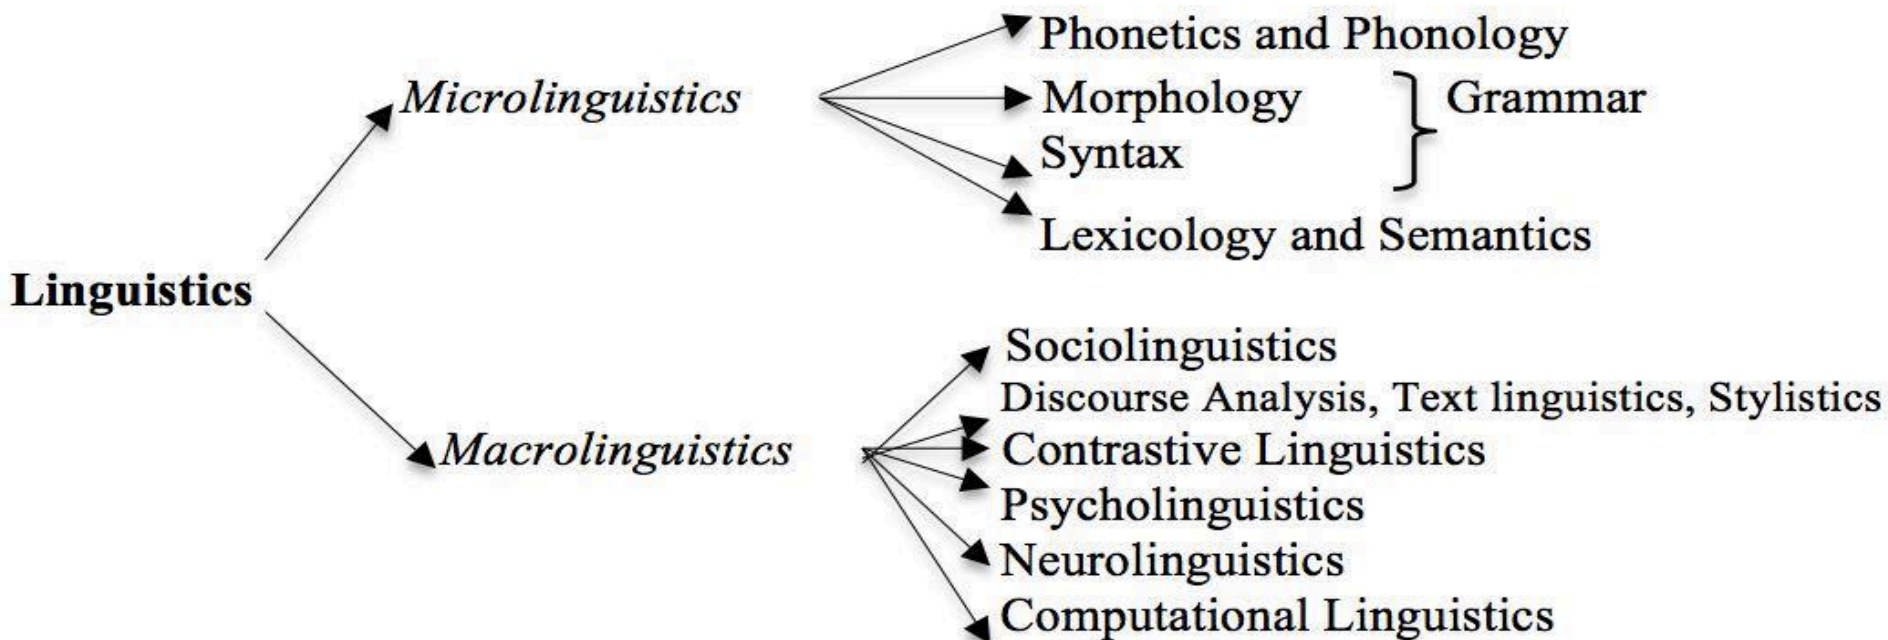 Phonetics and Phonology
Microlinguistics
Morphology
Grammar
Syntax
Lexicology and Semantics
Linguistics
Sociolinguistics
Discourse Analysis, Text linguistics, Stylistics
Macrolinguistics
Contrastive Linguistics
Psycholinguistics
Neurolinguistics
Computational Linguistics